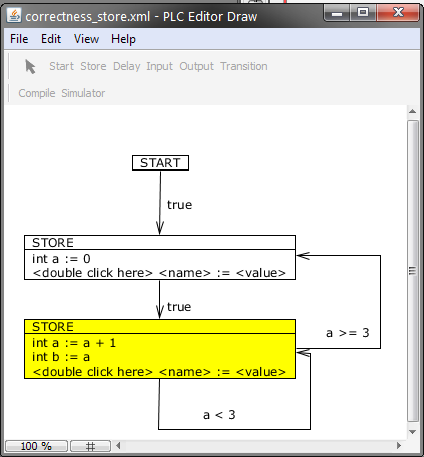 correctness_store.xml - PLC Editor Draw
File Edit View Help
Start Store Delay Input Output Transition
Compile Simulator
START
true
STORE
int a := 0
<double click here> <name> := <value>
true
STORE
int a := a + 1
int b := a
<double click here> <name> := <value>
a >= 3
a < 3
100 %